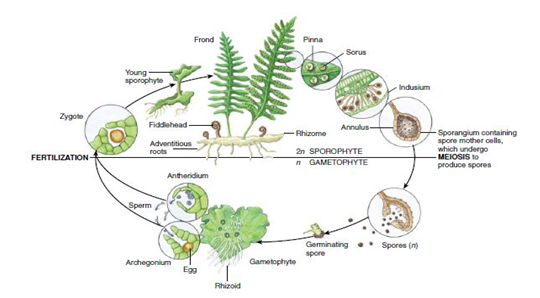 Frond
Pinna
Sorus
Young
sporophyte
Indusium
Zygote
Fiddlehead
Annulus
Rhizome
Sporangium containing
spore mother cells,
which undergo
MEIOSIS to
produce spores
Adventitious
roots
2n SPOROPHYTE
FERTILIZATION
n GAMETOPHYTE
Antheridium
Sperm
Archegonium
Egg
Gametophyte
Germinating
spore
Spores (n)
Rhizoid